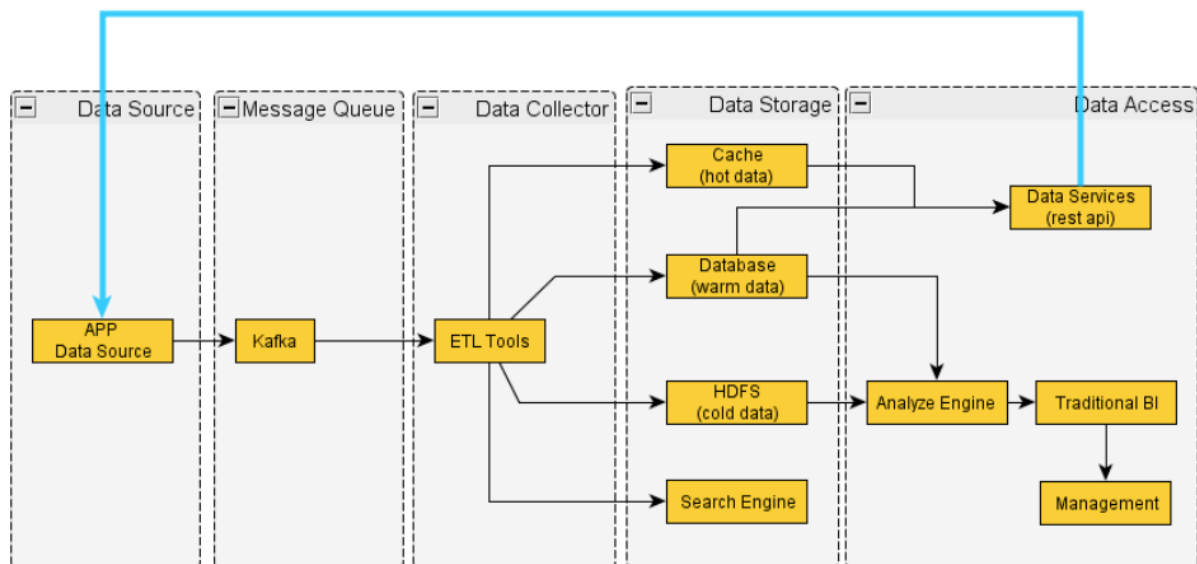 Data Source
Message Queue
Data Collector
Data Storage
Data Access
Cache
(hot data)
Data Services
(rest api)
Database
(warm data)
APP
Data Source
Kafka
ETL Tools
HDFS
(cold data)
Analyze Engine
Traditional BI
Search Engine
Management